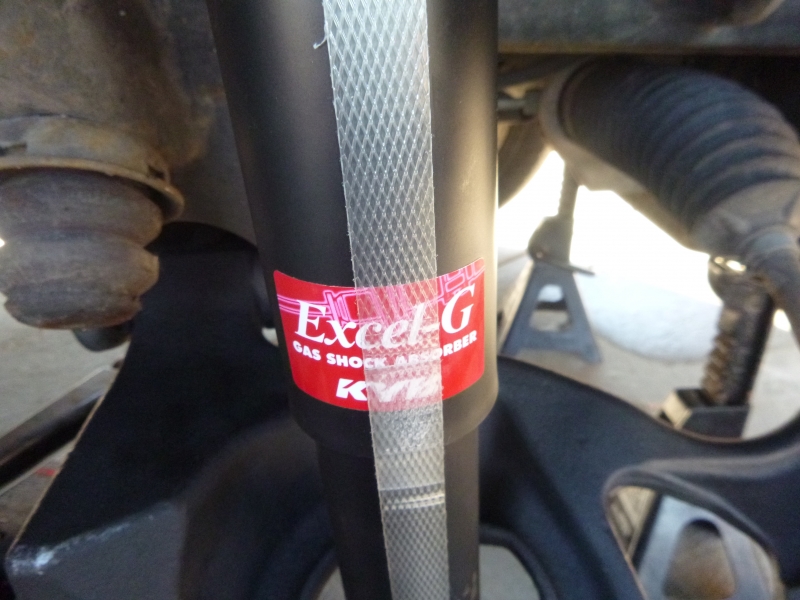 Excel-G
GAS SHOCK ABSORBER
KYB